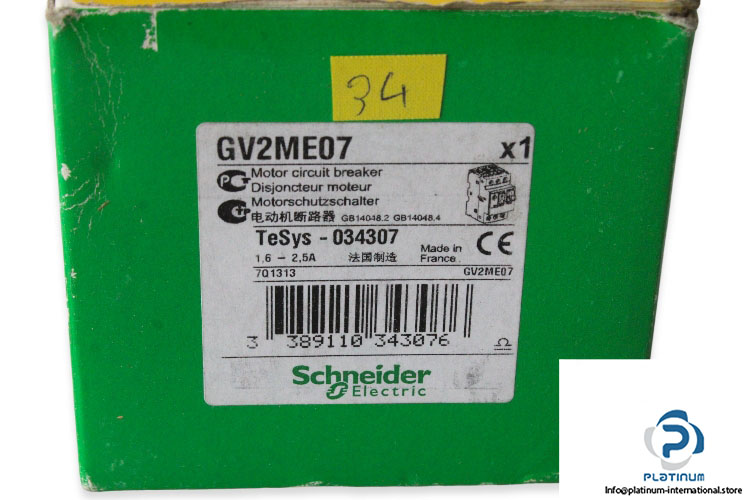 34
GV2ME07 x1
Motor circuit breaker
Disjoncteur moteur
Motorschutzschalter
电动机断路器 GB14048.2 GB14048.4
TeSys - 034307
1,6 - 2,5A 法国制造 Made in France
7Q1313 GV2ME07
3 389110 343076
Schneider
Electric
PLATINUM
Info@platinum-international.store